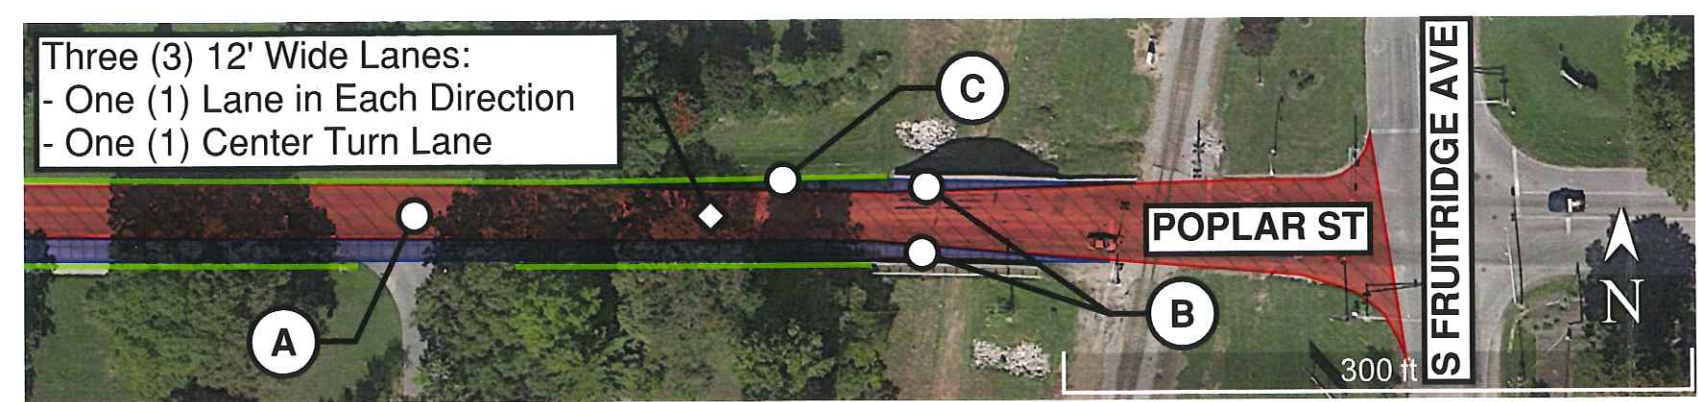 Three (3) 12' Wide Lanes:
- One (1) Lane in Each Direction
- One (1) Center Turn Lane
C
A
B
POPLAR ST
S FRUITRIDGE AVE
N
300 ft